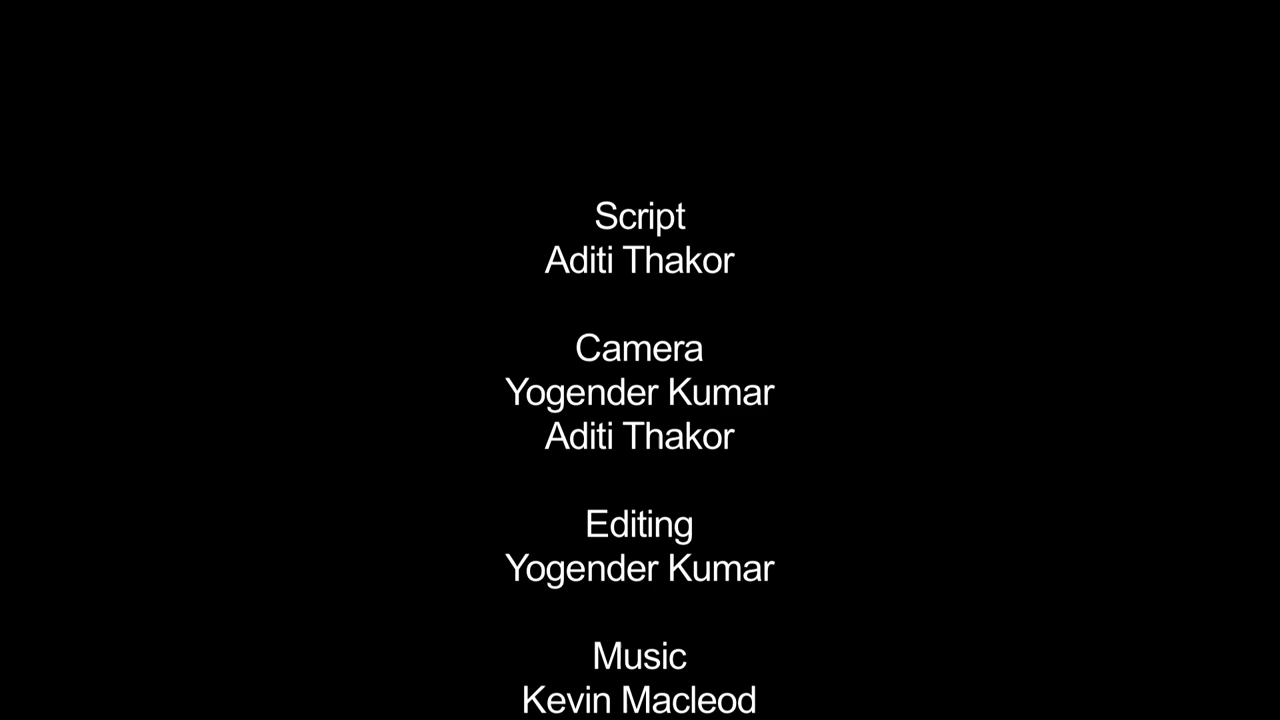 Script
Aditi Thakor
Camera
Yogender Kumar
Aditi Thakor
Editing
Yogender Kumar
Music
Kevin Macleod